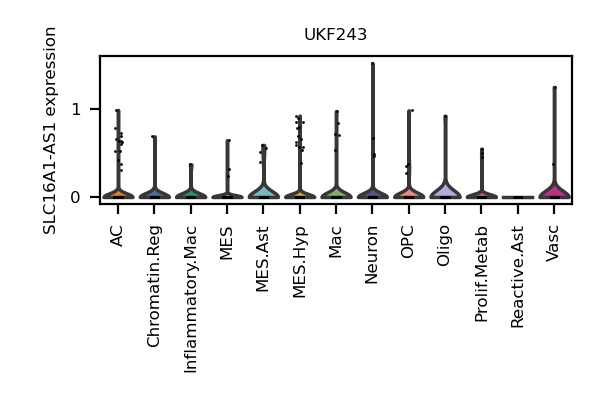 UKF243
SLC16A1-AS1 expression
1
0
AC
Chromatin.Reg
Inflammatory.Mac
MES
MES.Ast
MES.Hyp
Mac
Neuron
OPC
Oligo
Prolif.Metab
Reactive.Ast
Vasc